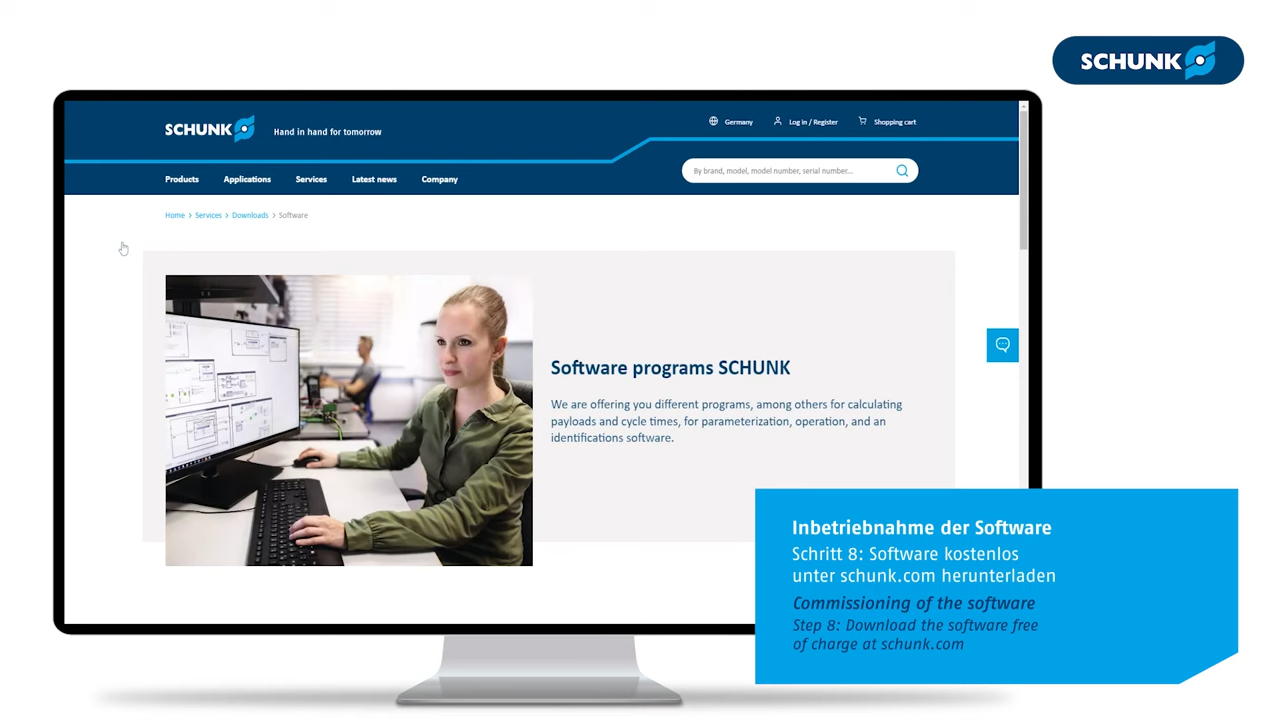 SCHUNK
SCHUNK
Hand in hand for tomorrow
Germany
Log in / Register
Shopping cart
Products
Applications
Services
Latest news
Company
By brand, model, model number, serial number...
Home > Services > Downloads > Software
Software programs SCHUNK
We are offering you different programs, among others for calculating
payloads and cycle times, for parameterization, operation, and an
identifications software.
Inbetriebnahme der Software
Schritt 8: Software kostenlos
unter schunk.com herunterladen
Commissioning of the software
Step 8: Download the software free
of charge at schunk.com